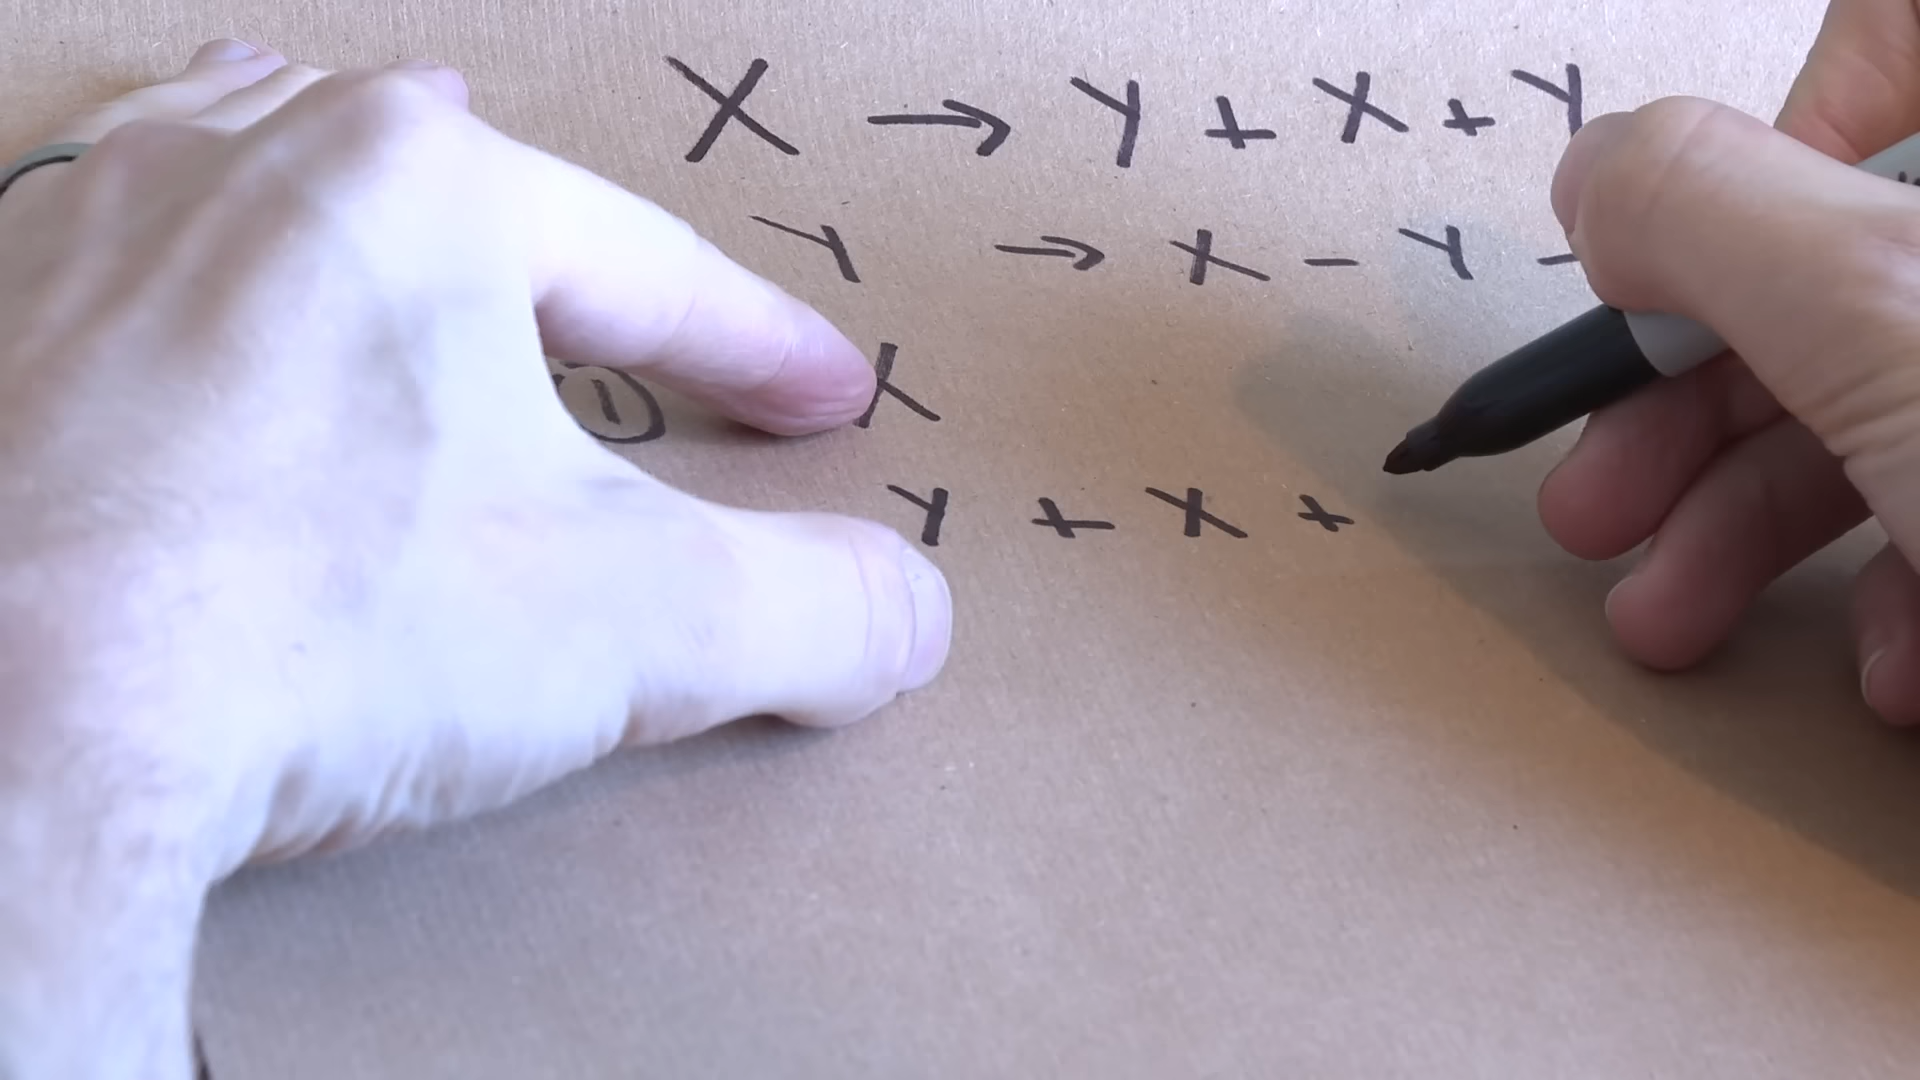 X → Y + X + Y
Y → X - Y -
① X
Y + X +